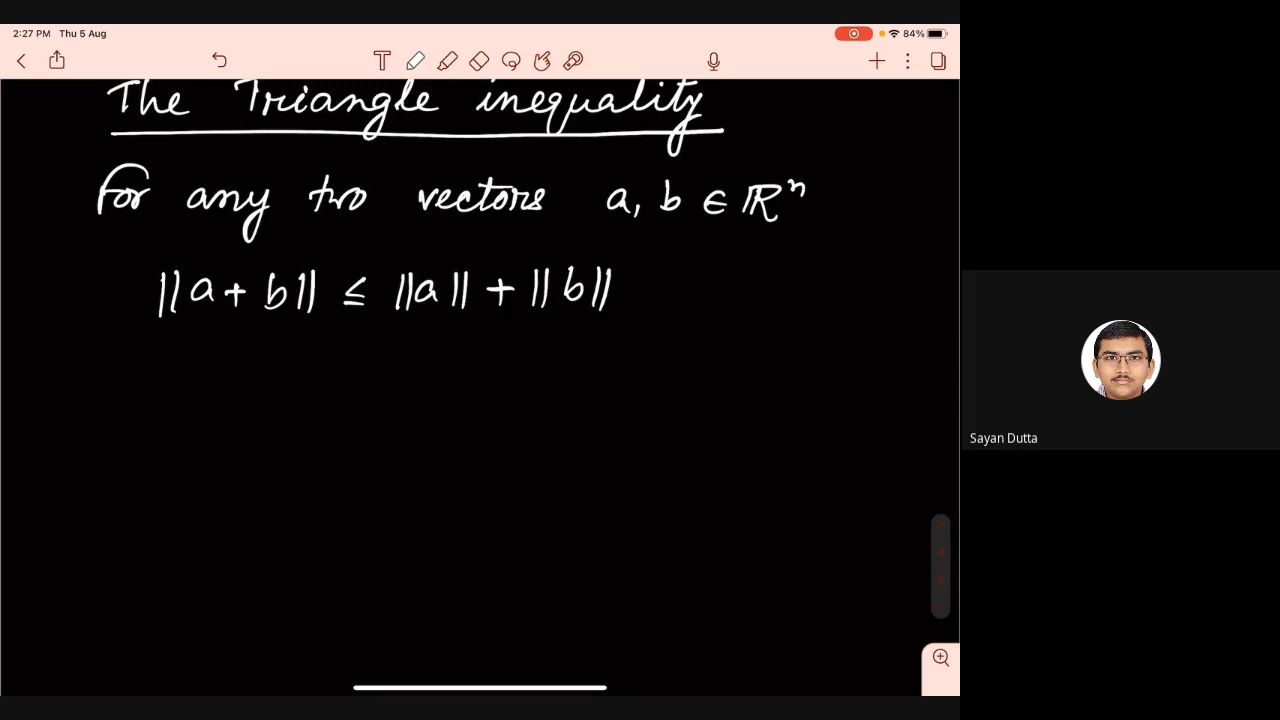 2:27 PM Thu 5 Aug
84%
The Triangle inequality
For any two vectors a, b ∈ ℝⁿ
||a + b|| ≤ ||a|| + ||b||
Sayan Dutta